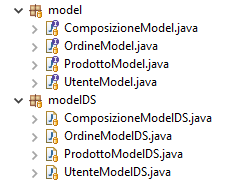 model
ComposizioneModel.java
OrdineModel.java
ProdottoModel.java
UtenteModel.java
modelDS
ComposizioneModelDS.java
OrdineModelDS.java
ProdottoModelDS.java
UtenteModelDS.java